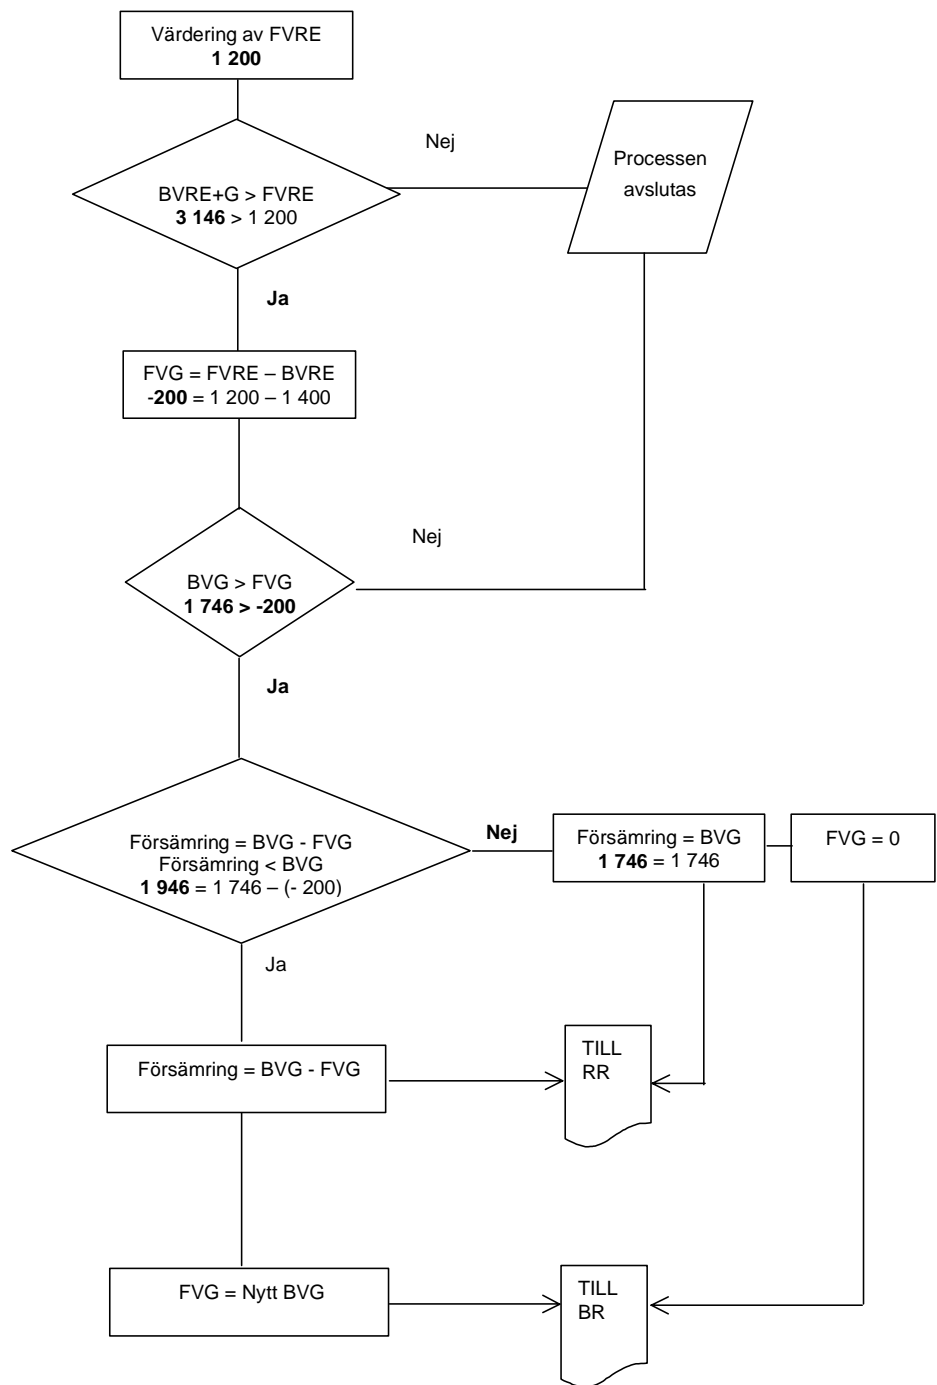 Värdering av FVRE
1 200
Nej
Processen
avslutas
BVRE+G > FVRE
3 146 > 1 200
Ja
FVG = FVRE – BVRE
-200 = 1 200 – 1 400
Nej
BVG > FVG
1 746 > -200
Ja
Försämring = BVG - FVG
Försämring < BVG
1 946 = 1 746 – (- 200)
Nej
Försämring = BVG
1 746 = 1 746
FVG = 0
Ja
Försämring = BVG - FVG
TILL
RR
FVG = Nytt BVG
TILL
BR